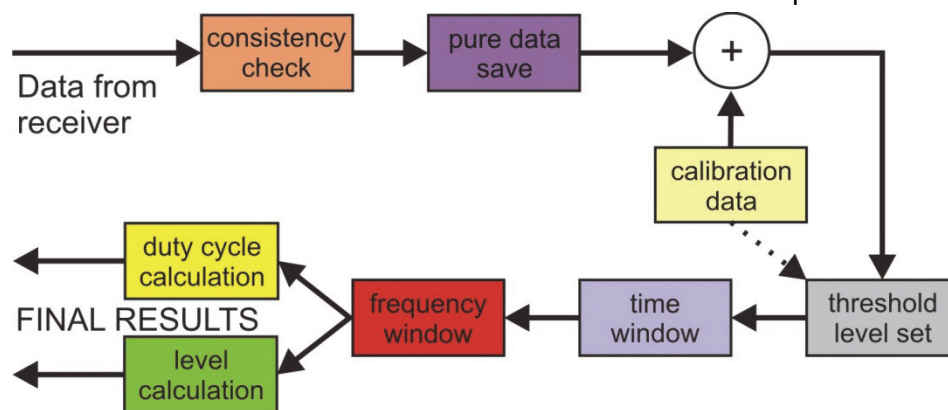 consistency
check
pure data
save
+
Data from
receiver
calibration
data
duty cycle
calculation
FINAL RESULTS
frequency
window
time
window
threshold
level set
level
calculation